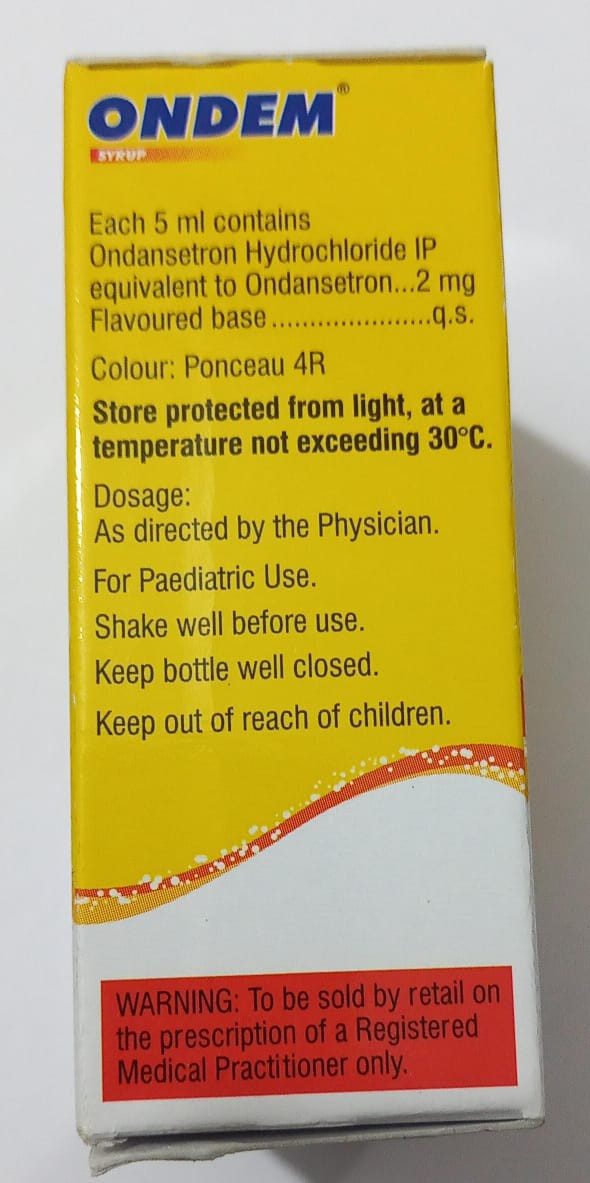 ONDEM®
SYRUP
Each 5 ml contains
Ondansetron Hydrochloride IP
equivalent to Ondansetron...2 mg
Flavoured base.....................q.s.
Colour: Ponceau 4R
Store protected from light, at a
temperature not exceeding 30°C.
Dosage:
As directed by the Physician.
For Paediatric Use.
Shake well before use.
Keep bottle well closed.
Keep out of reach of children.
WARNING: To be sold by retail on
the prescription of a Registered
Medical Practitioner only.